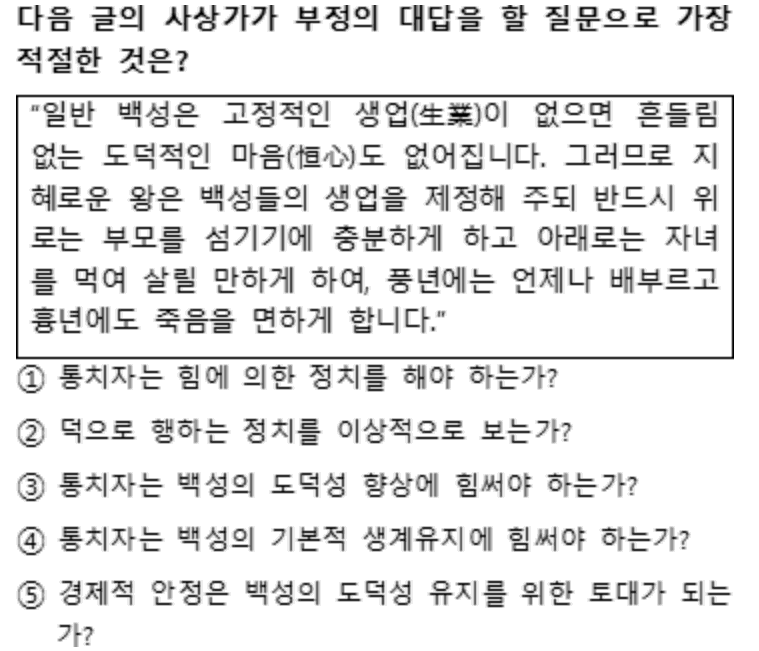 다음 글의 사상가가 부정의 대답을 할 질문으로 가장
적절한 것은?
“일반 백성은 고정적인 생업(生業)이 없으면 흔들림
없는 도덕적인 마음(恒心)도 없어집니다. 그러므로 지
혜로운 왕은 백성들의 생업을 제정해 주되 반드시 위
로는 부모를 섬기기에 충분하게 하고 아래로는 자녀
를 먹여 살릴 만하게 하여, 풍년에는 언제나 배부르고
흉년에도 죽음을 면하게 합니다.”
① 통치자는 힘에 의한 정치를 해야 하는가?
② 덕으로 행하는 정치를 이상적으로 보는가?
③ 통치자는 백성의 도덕성 향상에 힘써야 하는가?
④ 통치자는 백성의 기본적 생계유지에 힘써야 하는가?
⑤ 경제적 안정은 백성의 도덕성 유지를 위한 토대가 되는
가?